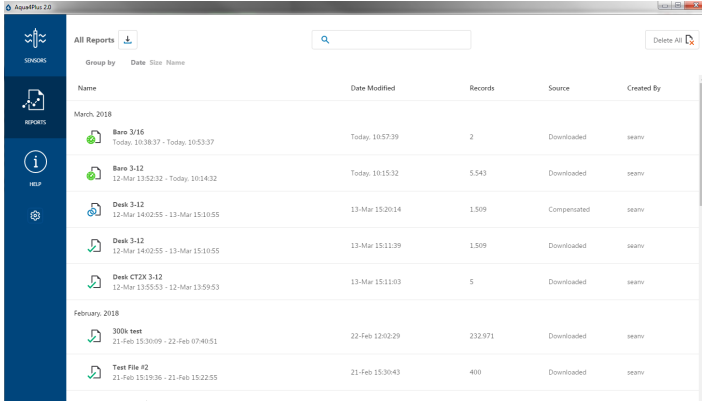 Aqua4Plus 2.0
SENSORS
REPORTS
HELP
All Reports
Delete All
Group by Date Size Name
Name Date Modified Records Source Created By
March, 2018
Baro 3/16
Today, 10:38:37 - Today, 10:53:37
Today, 10:57:39 2 Downloaded seanv
Baro 3-12
12-Mar 13:52:32 - Today, 10:14:32
Today, 10:15:32 5.543 Downloaded seanv
Desk 3-12
12-Mar 14:02:55 - 13-Mar 15:10:55
13-Mar 15:20:14 1.509 Compensated seanv
Desk 3-12
12-Mar 14:02:55 - 13-Mar 15:10:55
13-Mar 15:11:39 1.509 Downloaded seanv
Desk CT2X 3-12
12-Mar 13:55:53 - 12-Mar 13:59:53
13-Mar 15:11:03 5 Downloaded seanv
February, 2018
300k test
21-Feb 15:30:09 - 22-Feb 07:40:51
22-Feb 12:02:29 232.971 Downloaded seanv
Test File #2
21-Feb 15:19:36 - 21-Feb 15:22:55
21-Feb 15:30:43 400 Downloaded seanv